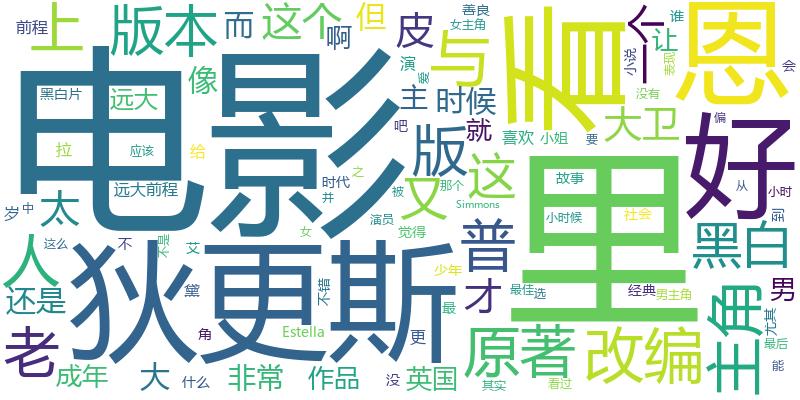 电影
狄更斯
里
看
恩
好
上
版本
而
这个
但
皮
与
善良
女主角
一个
谁
让
会
前程
啊
演
爱
小说
表现
像
主
时候
没有
偏
黑白片
远大
吧
版
就
喜欢
小姐
要
大卫
拉
应该
给
又
这
故事
从
小时
远大前程
时代
之
被
那个
井
岁
中
太
演员
Simmons
小时候
社会
到
这么
不
不是
艾
女
觉得
普
黑白
人
黛
不错
少年
才
最佳
选
经典
男主角
男
还是
最
主角
尤其
老
角
Estella
更
原著
改编
最后
成年
大
什么
非常
作品
没
英国
其实
看过
能